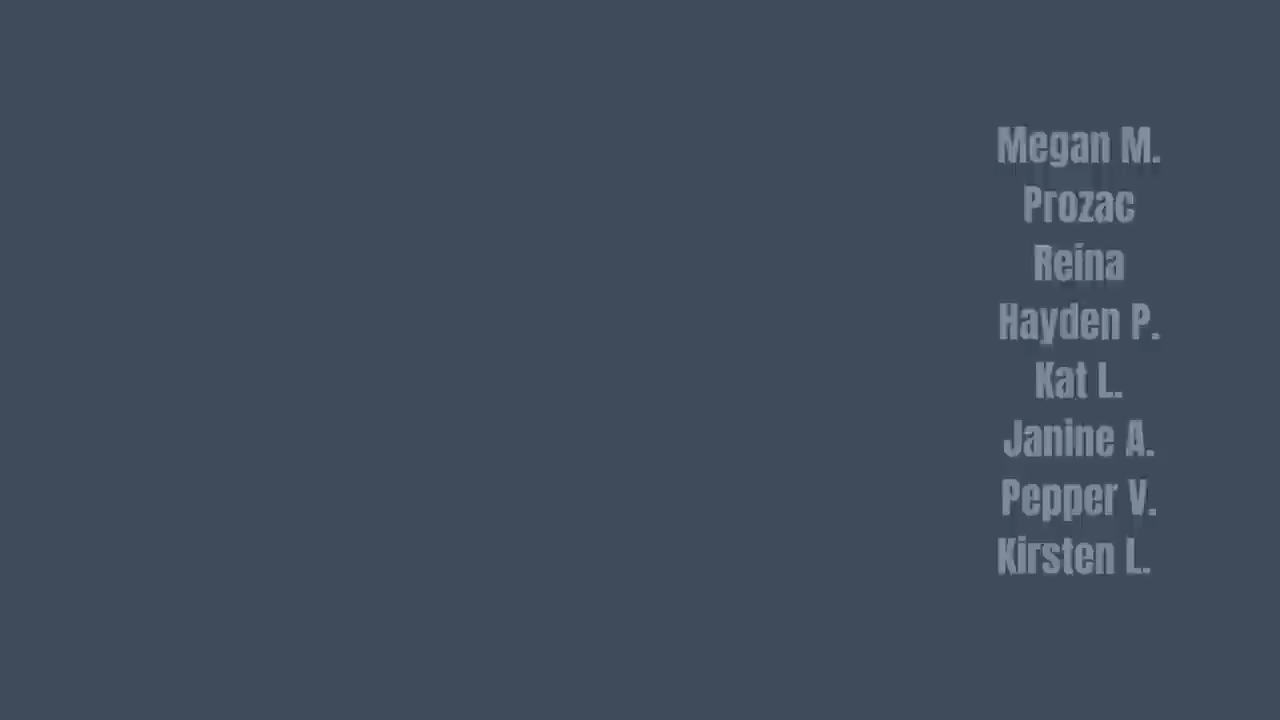 Megan M.
Prozac
Reina
Hayden P.
Kat L.
Janine A.
Pepper V.
Kirsten L.